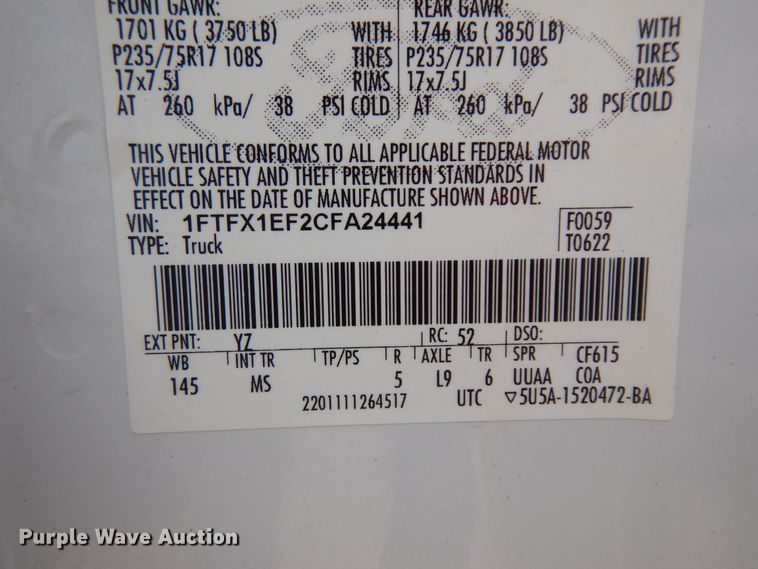 FRONT GAWR: REAR GAWR:
1701 KG ( 3750 LB) WITH 1746 KG ( 3850 LB) WITH
P235/75R17 108S TIRES P235/75R17 108S TIRES
17x7.5J RIMS 17x7.5J RIMS
AT 260 kPa/ 38 PSI COLD AT 260 kPa/ 38 PSI COLD
THIS VEHICLE CONFORMS TO ALL APPLICABLE FEDERAL MOTOR
VEHICLE SAFETY AND THEFT PREVENTION STANDARDS IN
EFFECT ON THE DATE OF MANUFACTURE SHOWN ABOVE.
VIN: 1FTFX1EF2CFA24441 F0059
TYPE: Truck T0622
EXT PNT: YZ RC: 52 DSO:
WB INT TR TP/PS R AXLE TR SPR CF615
145 MS 5 L9 6 UUAA C0A
2201111264517 UTC ▽5U5A-1520472-BA
Purple Wave Auction